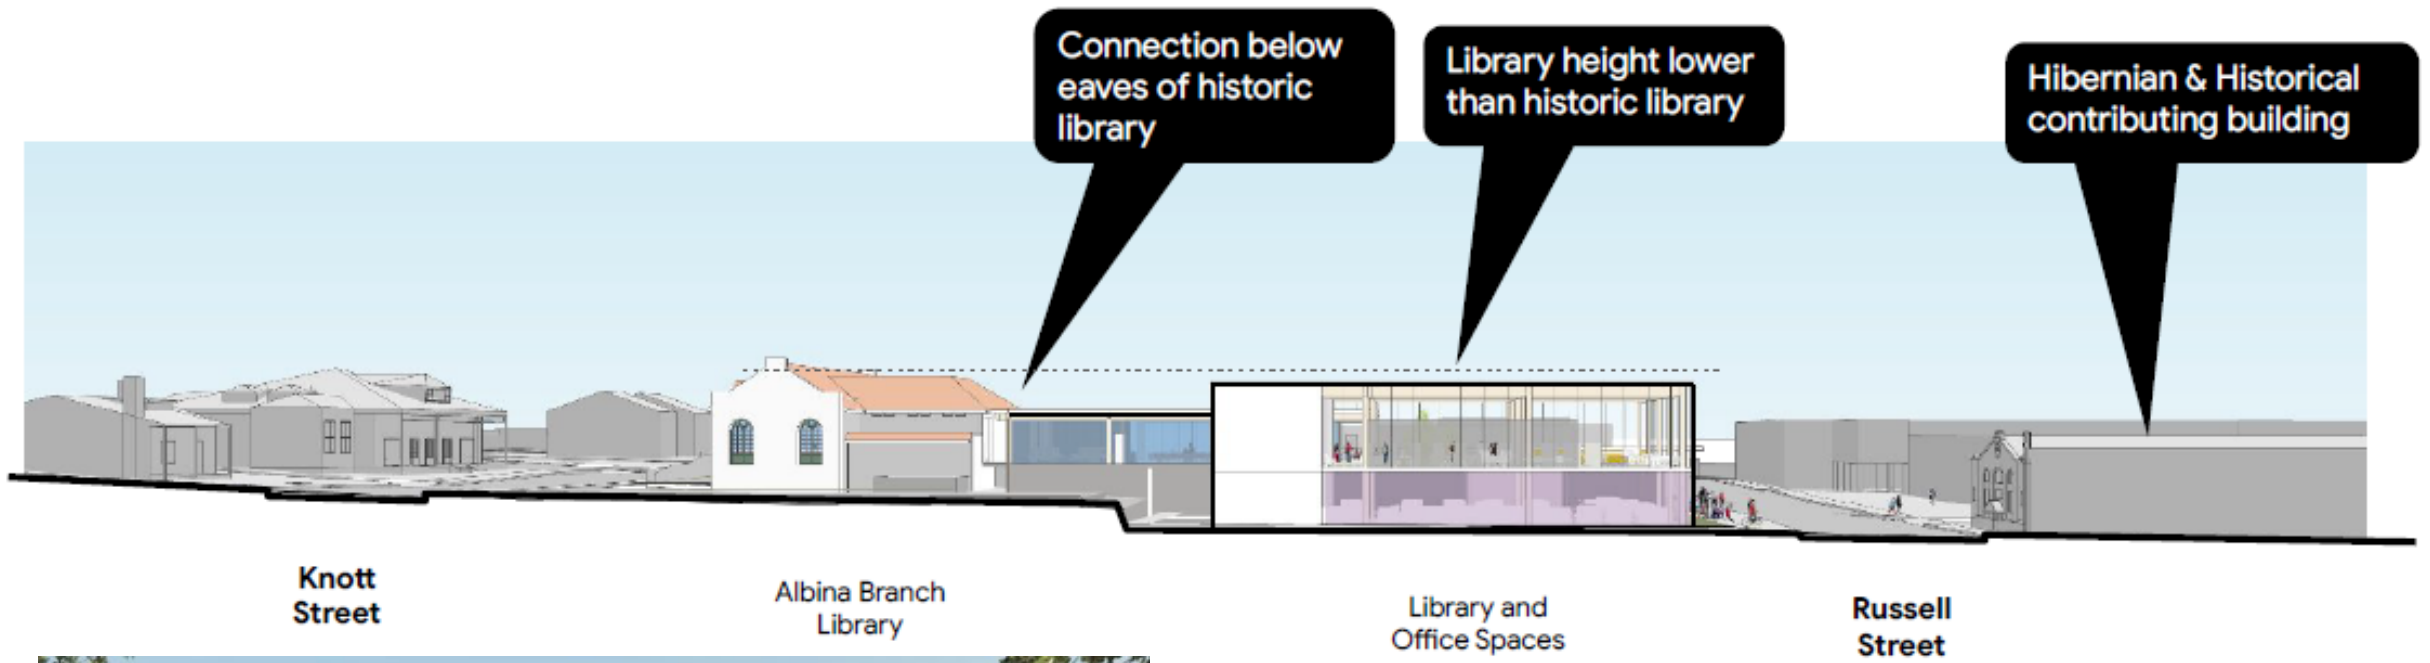 Connection below
eaves of historic
library
Library height lower
than historic library
Hibernian & Historical
contributing building
Knott
Street
Albina Branch
Library
Library and
Office Spaces
Russell
Street